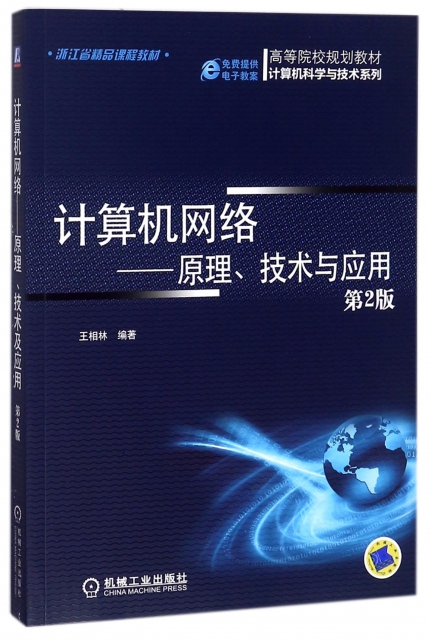 浙江省精品课程教材
免费提供
电子教案
高等院校规划教材
计算机科学与技术系列
计算机网络
——原理、技术与应用
第2版
王相林 编著
机械工业出版社
CHINA MACHINE PRESS
计算机网络——原理、技术及应用 第2版